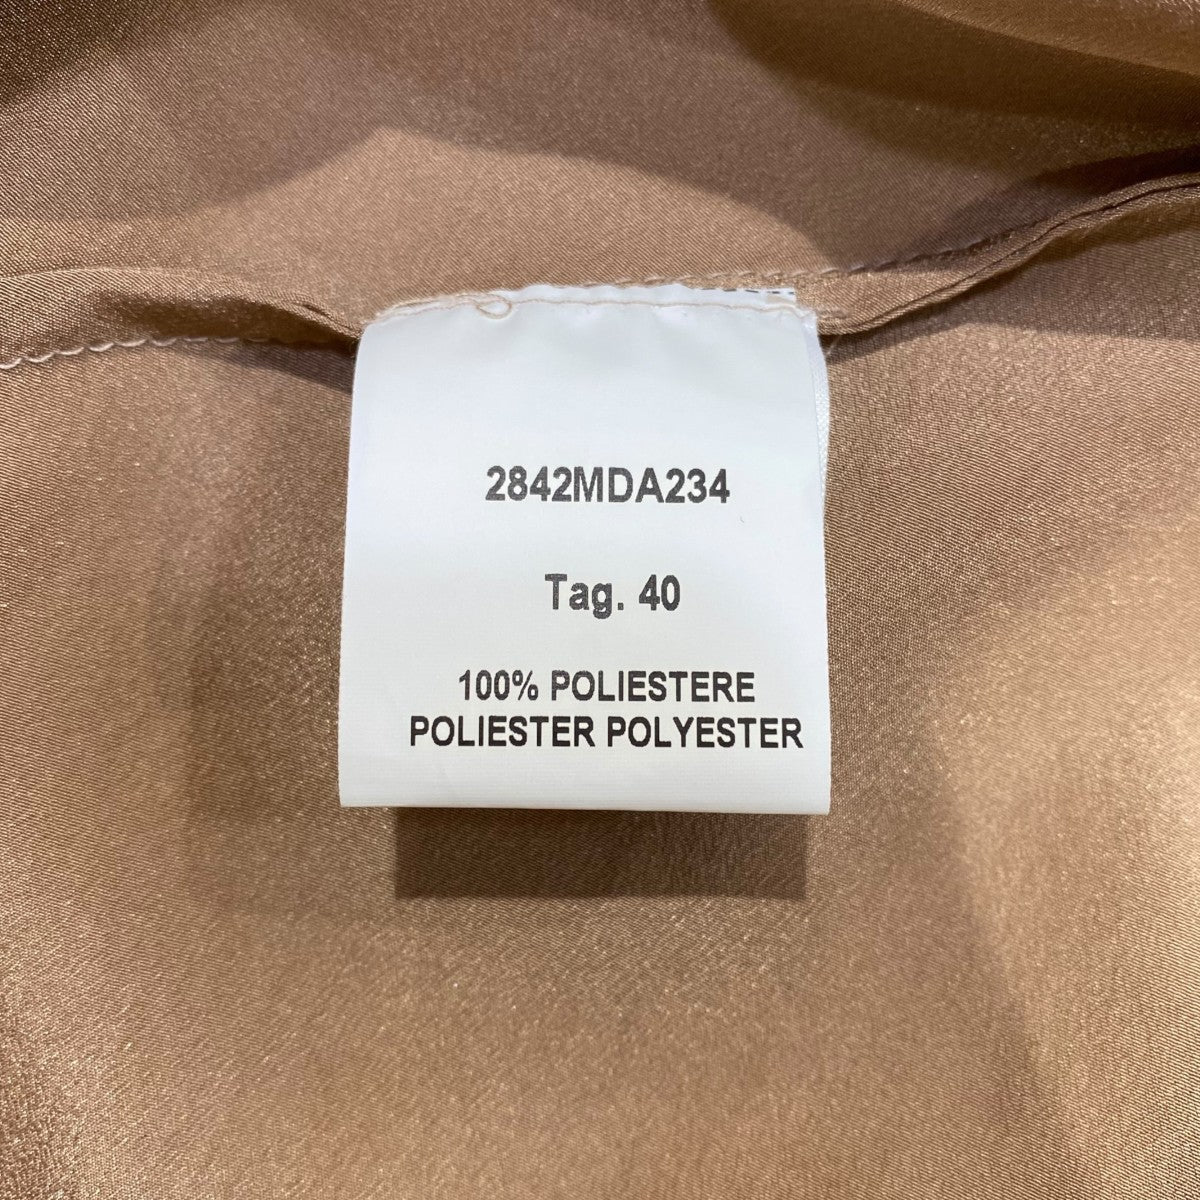 2842MDA234
Tag. 40
100% POLIESTERE
POLIESTER POLYESTER